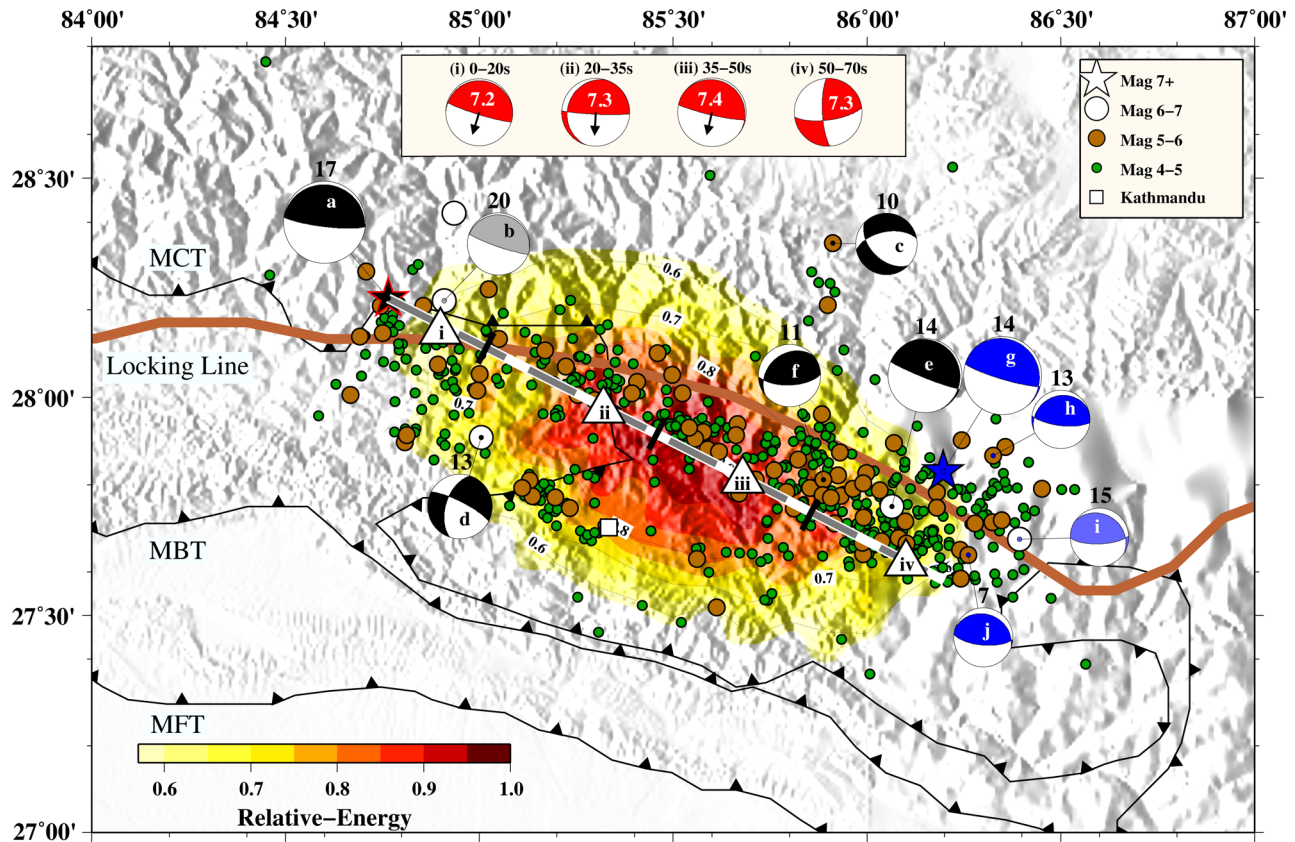 84˚00' 84˚30' 85˚00' 85˚30' 86˚00' 86˚30' 87˚00'
(i) 0−20s (ii) 20−35s (iii) 35−50s (iv) 50−70s
7.2 7.3 7.4 7.3
Mag 7+
Mag 6−7
Mag 5−6
Mag 4−5
Kathmandu
28˚30'
17
a
20
b
10
c
MCT
0.6
0.7
0.8
Locking Line
i
11
f
14
e
14
g
13
h
28˚00'
0.7
ii
iii
13
d
0.8
0.6
0.7
iv
15
i
MBT
27˚30'
7
j
MFT
0.6 0.7 0.8 0.9 1.0
Relative−Energy
27˚00'